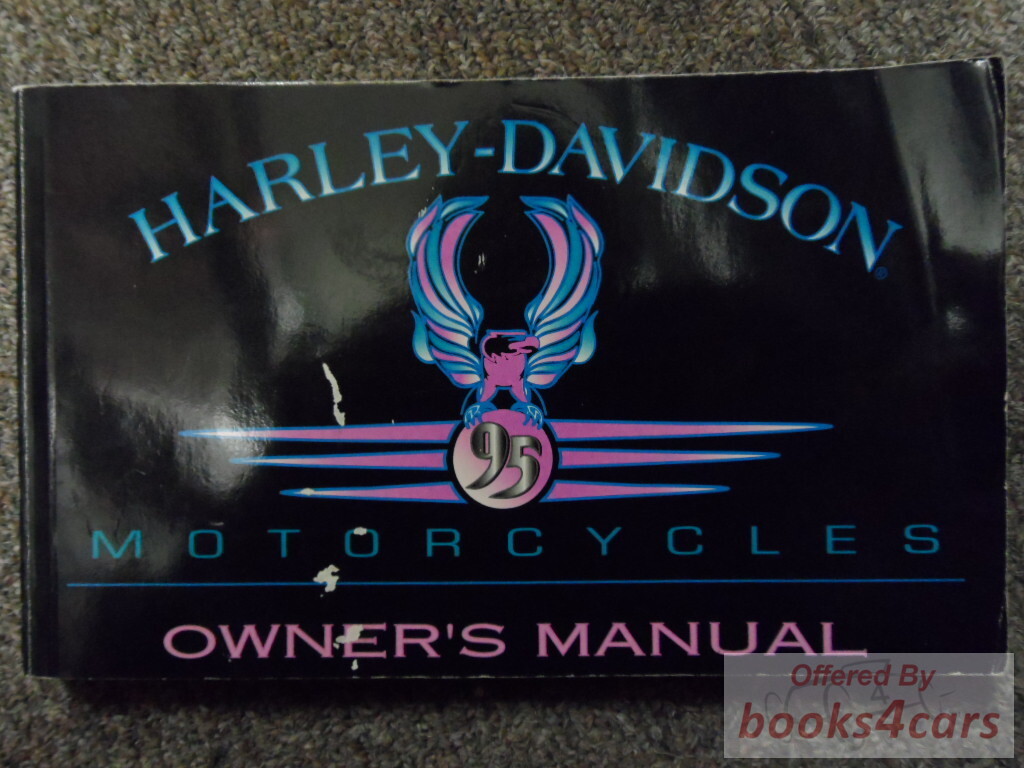 HARLEY-DAVIDSON®
95
MOTORCYCLES
OWNER'S MANUAL
Offered By
books4cars